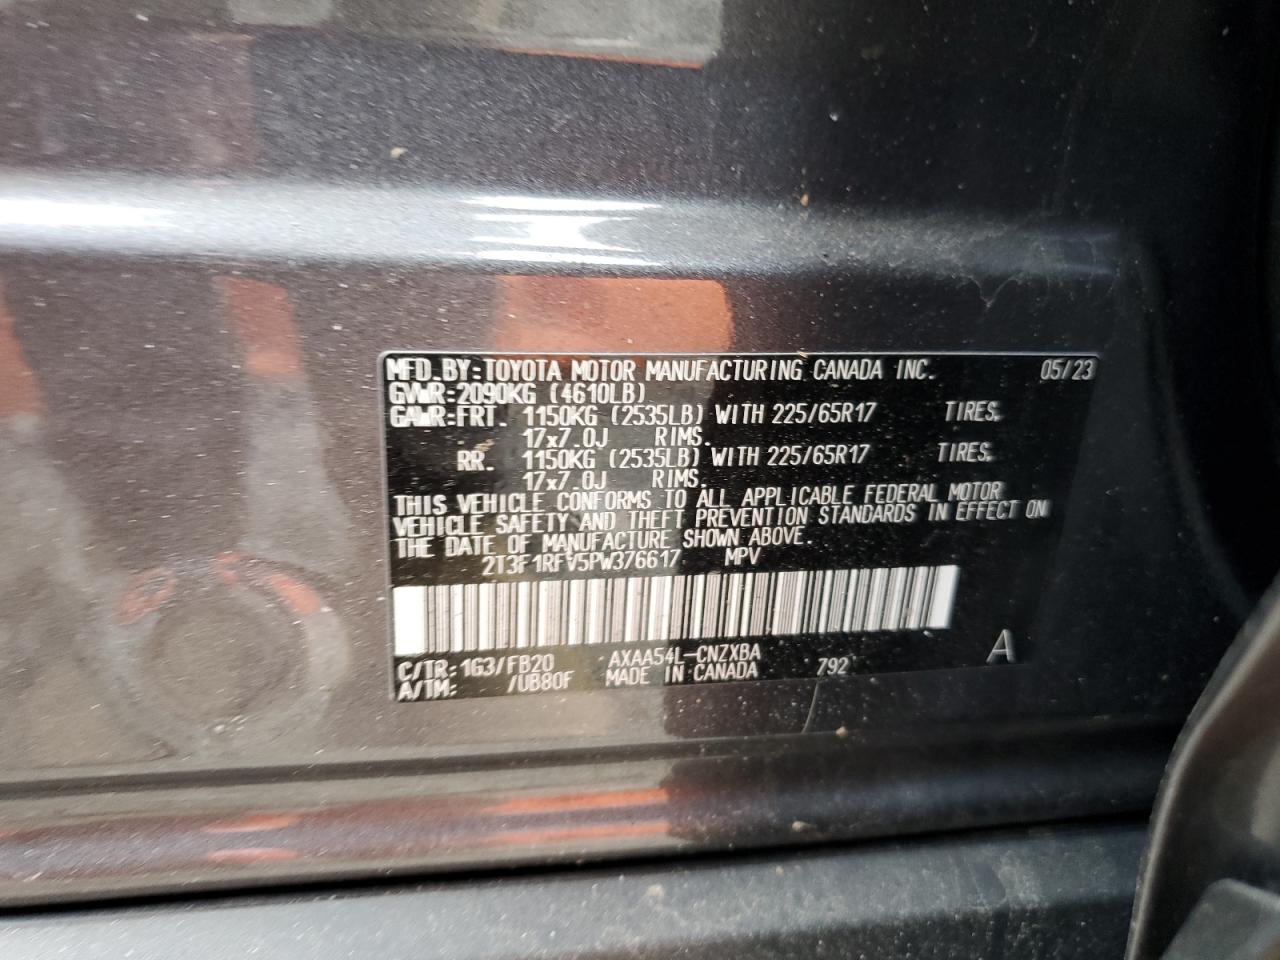 MFD. BY: TOYOTA MOTOR MANUFACTURING CANADA INC. 05/23
GVWR: 2090KG (4610LB)
GAWR: FRT. 1150KG (2535LB) WITH 225/65R17 TIRES,
17x7.0J RIMS.
RR. 1150KG (2535LB) WITH 225/65R17 TIRES,
17x7.0J RIMS.
THIS VEHICLE CONFORMS TO ALL APPLICABLE FEDERAL MOTOR
VEHICLE SAFETY AND THEFT PREVENTION STANDARDS IN EFFECT ON
THE DATE OF MANUFACTURE SHOWN ABOVE.
2T3F1RFV5PW376617 MPV
C/TR: 1G3/FB20 AXAA54L-CNZXBA 792 A
A/TM: /UB80F MADE IN CANADA